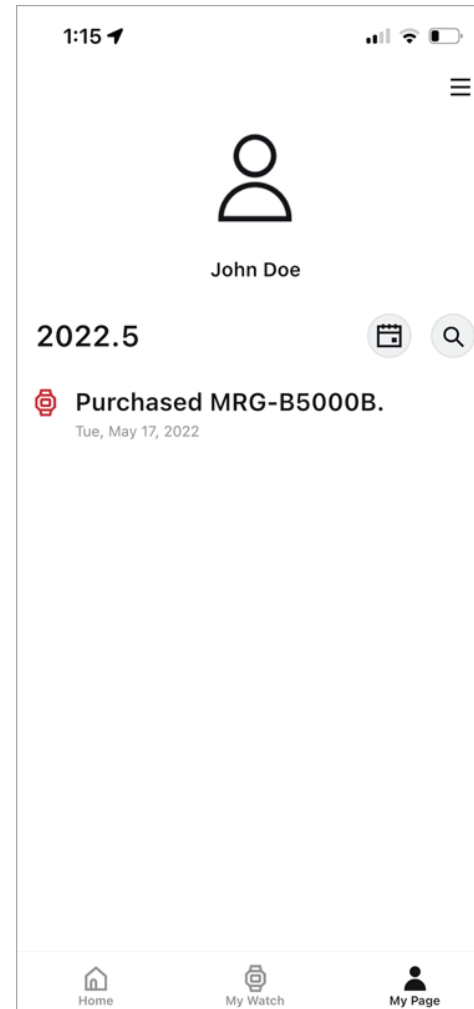 1:15
John Doe
2022.5
Purchased MRG-B5000B.
Tue, May 17, 2022
Home My Watch My Page